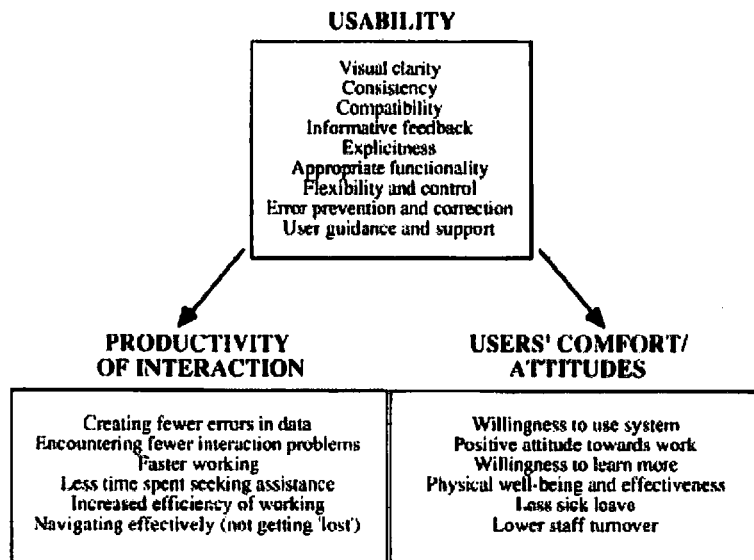 USABILITY
Visual clarity
Consistency
Compatibility
Informative feedback
Explicitness
Appropriate functionality
Flexibility and control
Error prevention and correction
User guidance and support
PRODUCTIVITY
OF INTERACTION
Creating fewer errors in data
Encountering fewer interaction problems
Faster working
Less time spent seeking assistance
Increased efficiency of working
Navigating effectively (not getting 'lost')
USERS' COMFORT/
ATTITUDES
Willingness to use system
Positive attitude towards work
Willingness to learn more
Physical well-being and effectiveness
Less sick leave
Lower staff turnover